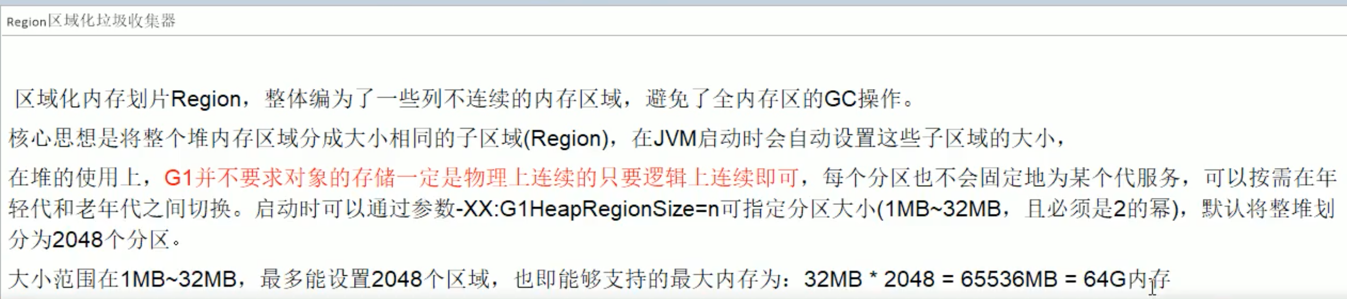 Region区域化垃圾收集器
区域化内存划片Region，整体编为了一些列不连续的内存区域，避免了全内存区的GC操作。
核心思想是将整个堆内存区域分成大小相同的子区域(Region)，在JVM启动时会自动设置这些子区域的大小，
在堆的使用上，G1并不要求对象的存储一定是物理上连续的只要逻辑上连续即可，每个分区也不会固定地为某个代服务，可以按需在年
轻代和老年代之间切换。启动时可以通过参数-XX:G1HeapRegionSize=n可指定分区大小(1MB~32MB，且必须是2的幂)，默认将整堆划
分为2048个分区。
大小范围在1MB~32MB，最多能设置2048个区域，也即能够支持的最大内存为：32MB * 2048 = 65536MB = 64G内存